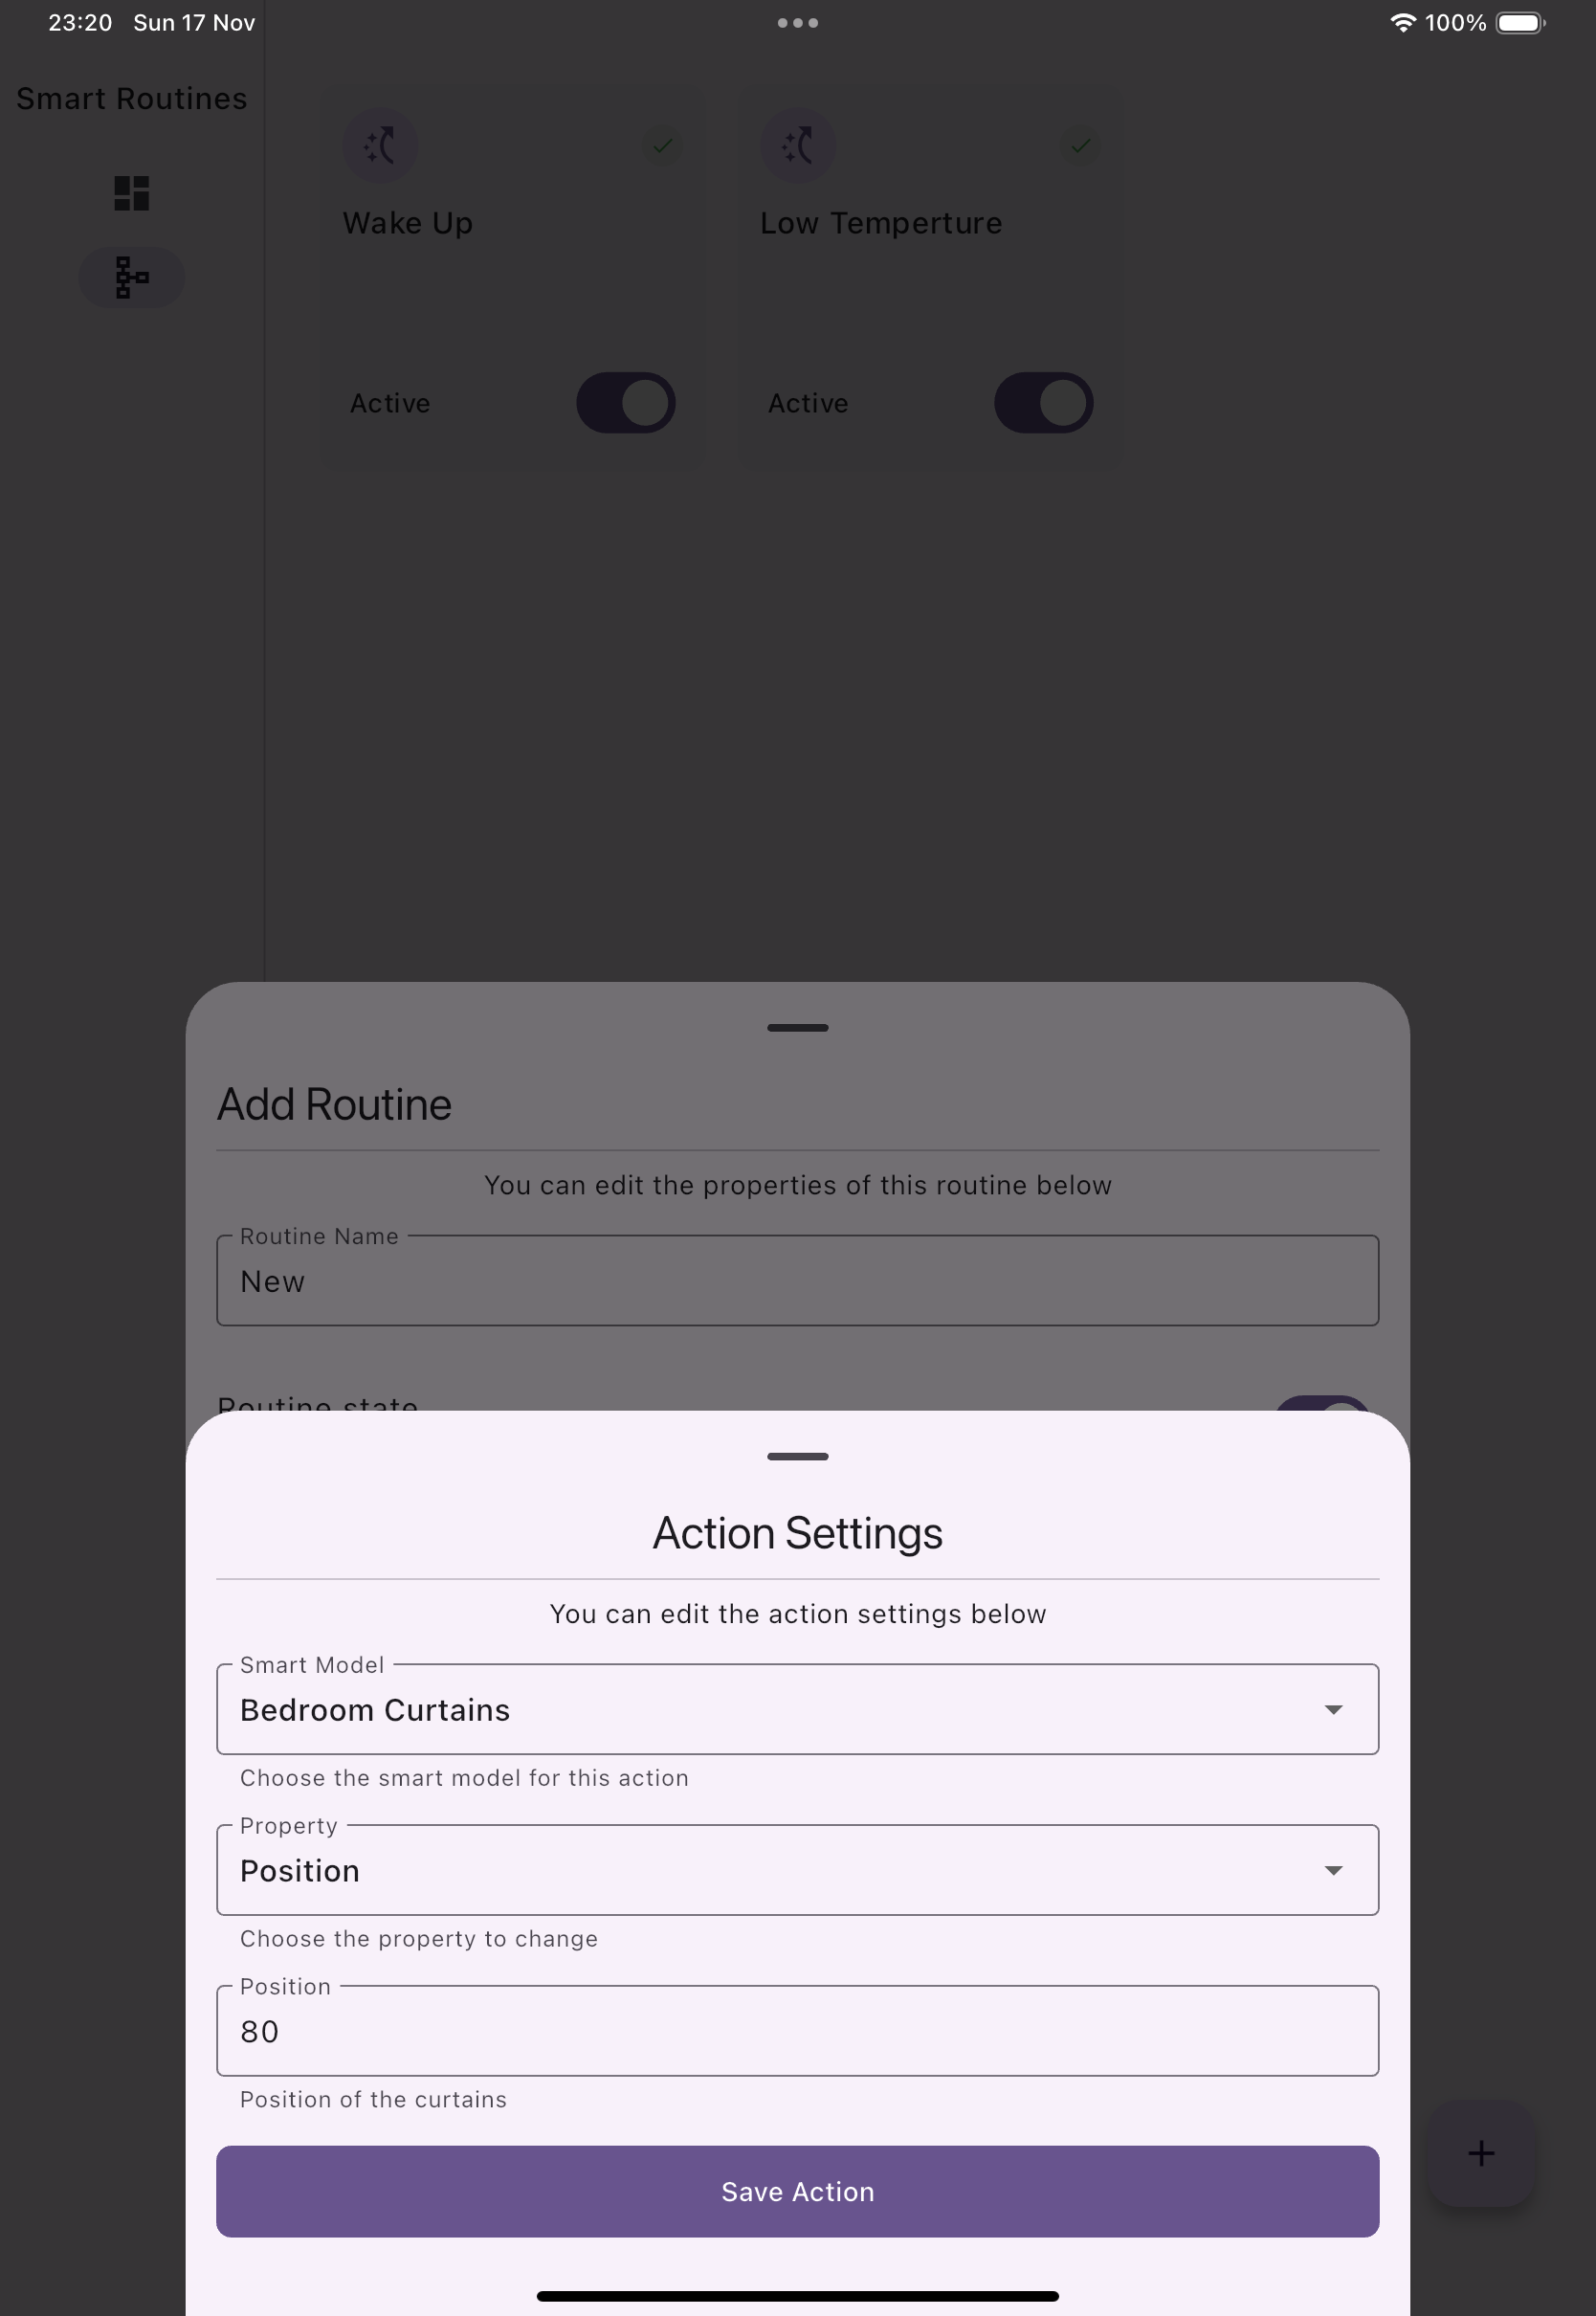 23:20 Sun 17 Nov
100%
Smart Routines
Wake Up
Active
Low Temperture
Active
Add Routine
You can edit the properties of this routine below
Routine Name
New
Routine state
Action Settings
You can edit the action settings below
Smart Model
Bedroom Curtains
Choose the smart model for this action
Property
Position
Choose the property to change
Position
80
Position of the curtains
Save Action